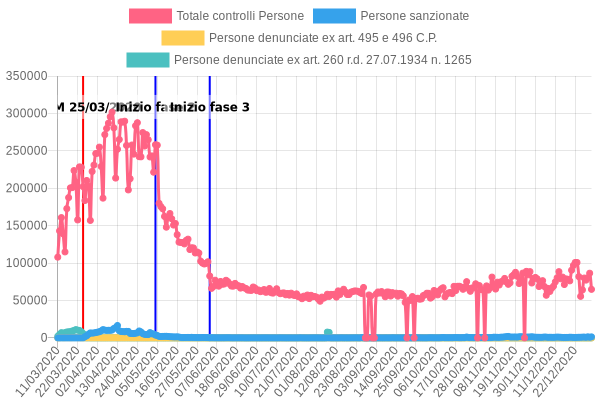 Totale controlli Persone Persone sanzionate
Persone denunciate ex art. 495 e 496 C.P.
Persone denunciate ex art. 260 r.d. 27.07.1934 n. 1265
350000
M 25/03/ Inizio fase Inizio fase 3
250000
200000
150000
100000
50000
0
11/03/2020 22/03/2020 02/04/2020 13/04/2020 24/04/2020 05/05/2020 16/05/2020 27/05/2020 07/06/2020 18/06/2020 29/06/2020 10/07/2020 21/07/2020 01/08/2020 12/08/2020 23/08/2020 03/09/2020 14/09/2020 25/09/2020 06/10/2020 17/10/2020 28/10/2020 08/11/2020 19/11/2020 30/11/2020 11/12/2020 22/12/2020